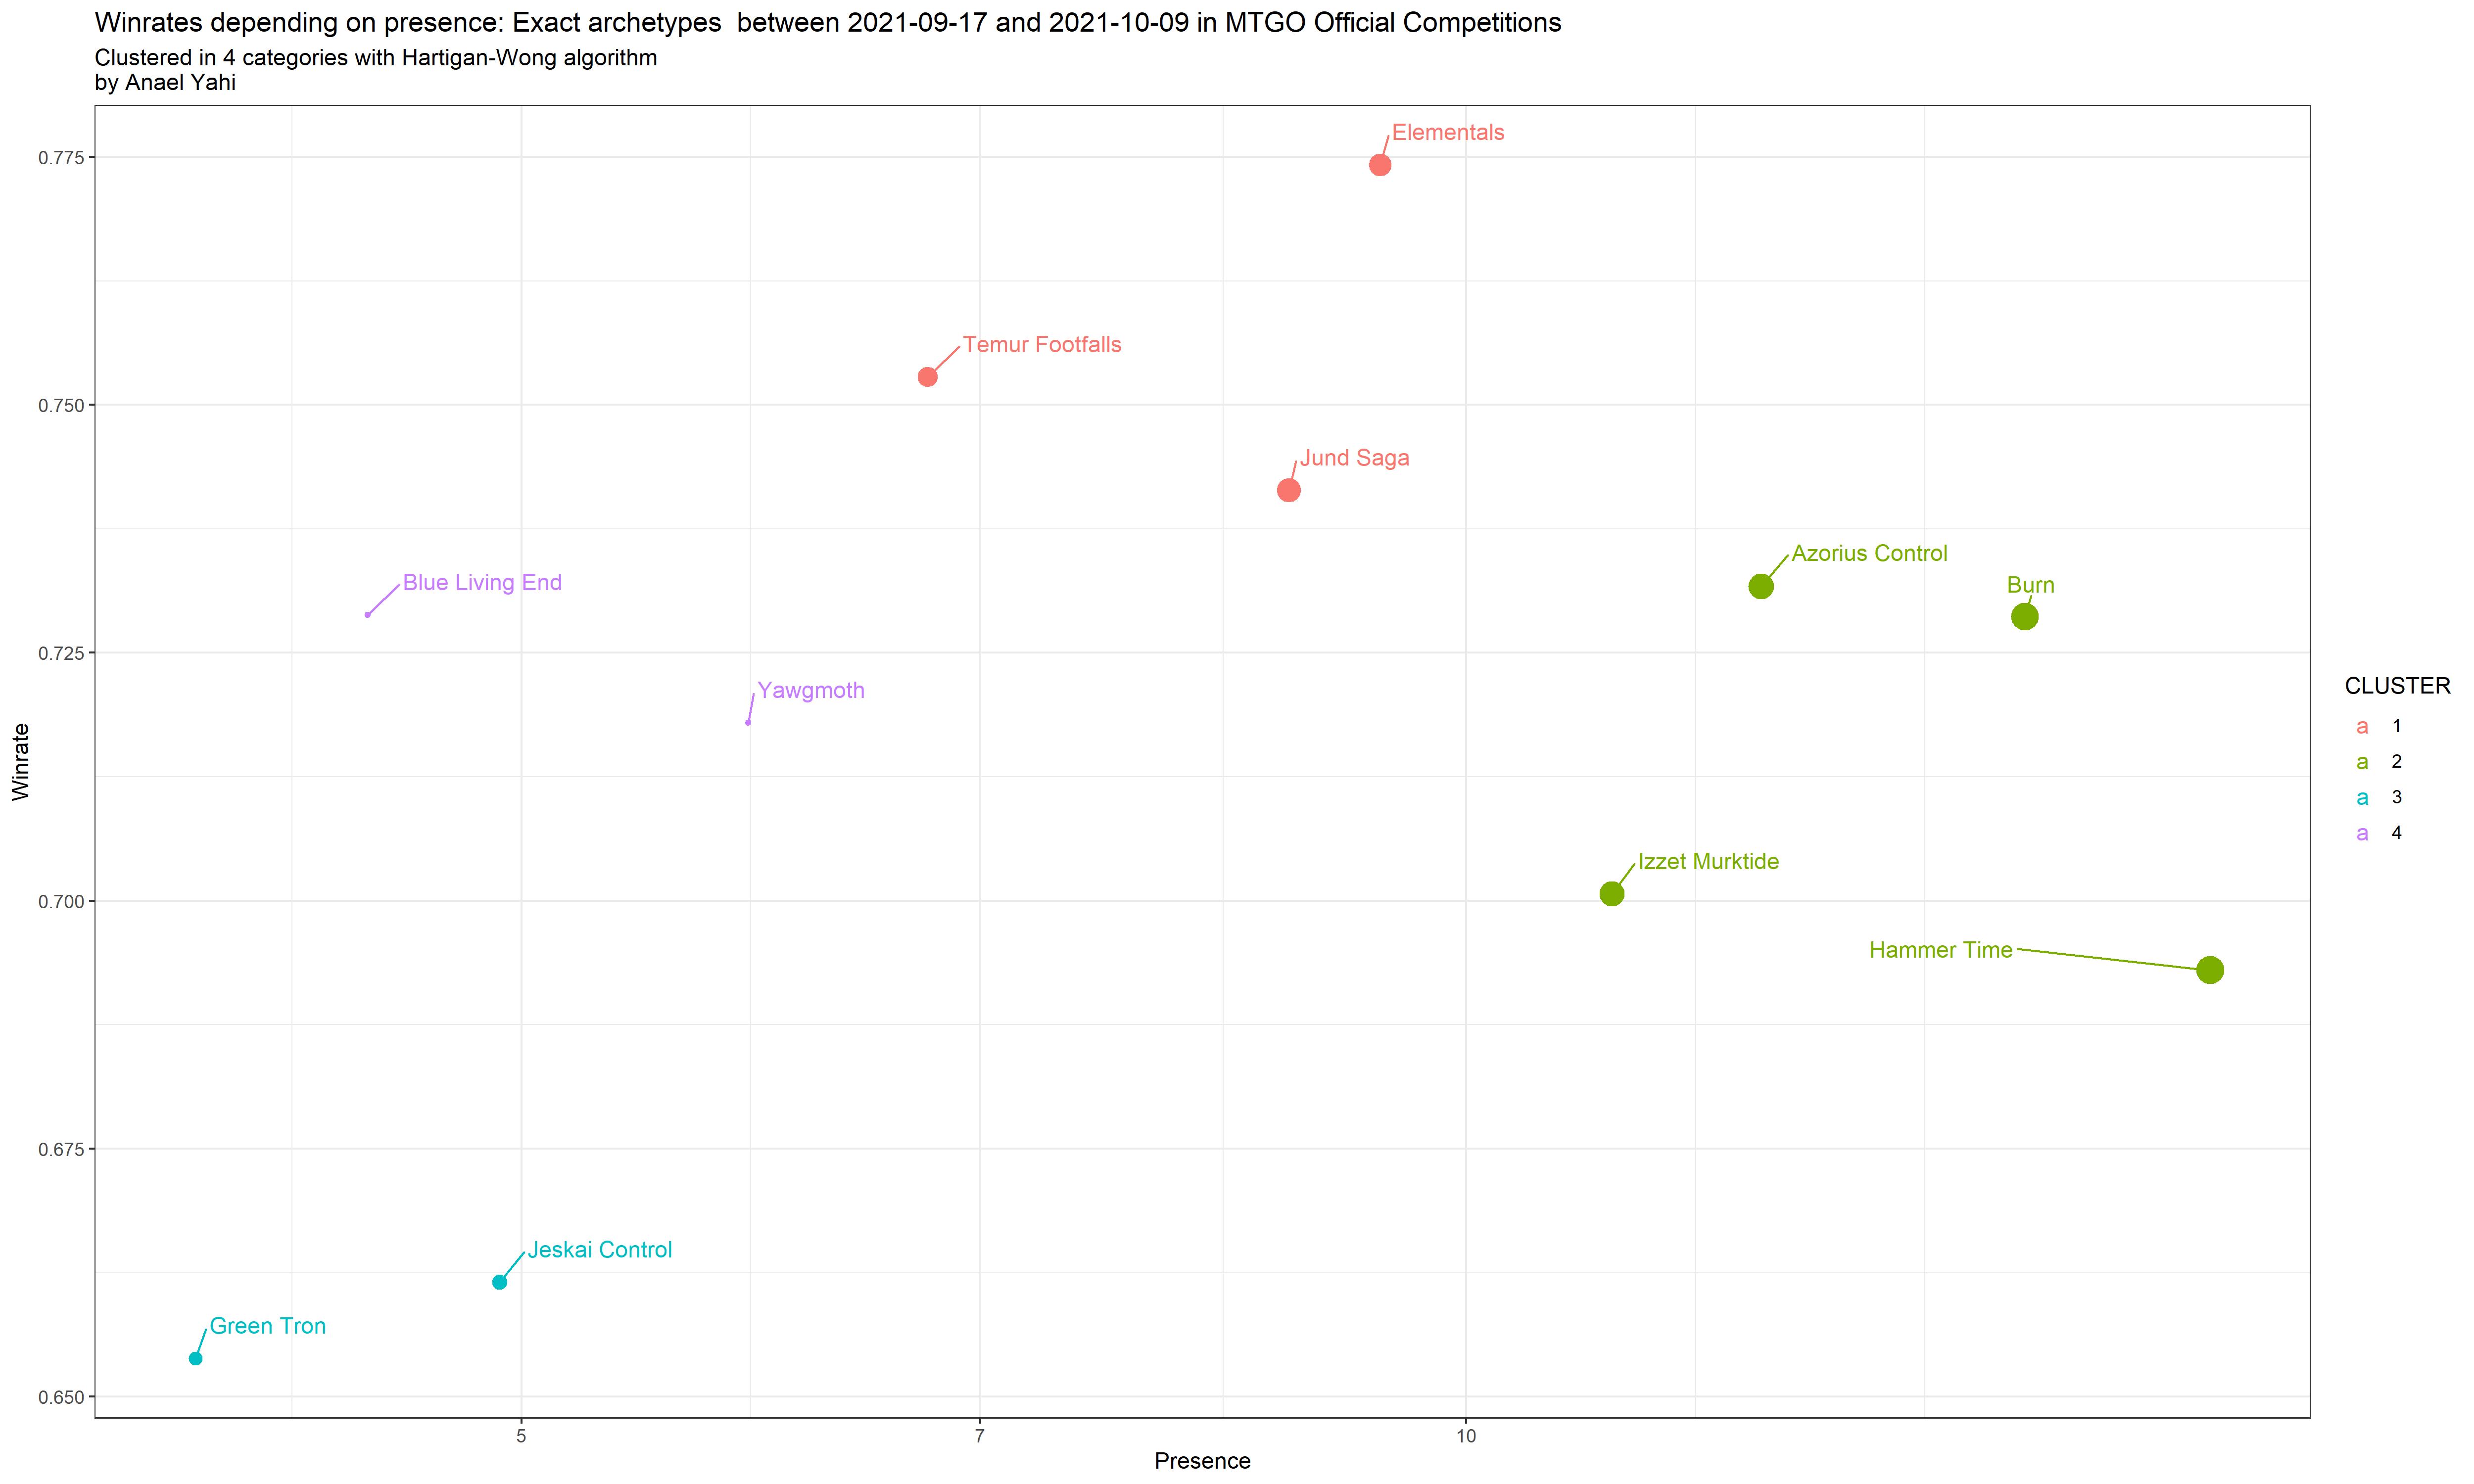 Winrates depending on presence: Exact archetypes  between 2021-09-17 and 2021-10-09 in MTGO Official Competitions
Clustered in 4 categories with Hartigan-Wong algorithm
by Anael Yahi
Elementals
0.775
Temur Footfalls
0.750
Jund Saga
Azorius Control
Blue Living End
Burn
0.725
Yawgmoth
CLUSTER
a 1
a 2
a 3
a 4
Winrate
Izzet Murktide
0.700
Hammer Time
0.675
Jeskai Control
Green Tron
0.650
5 7 10
Presence